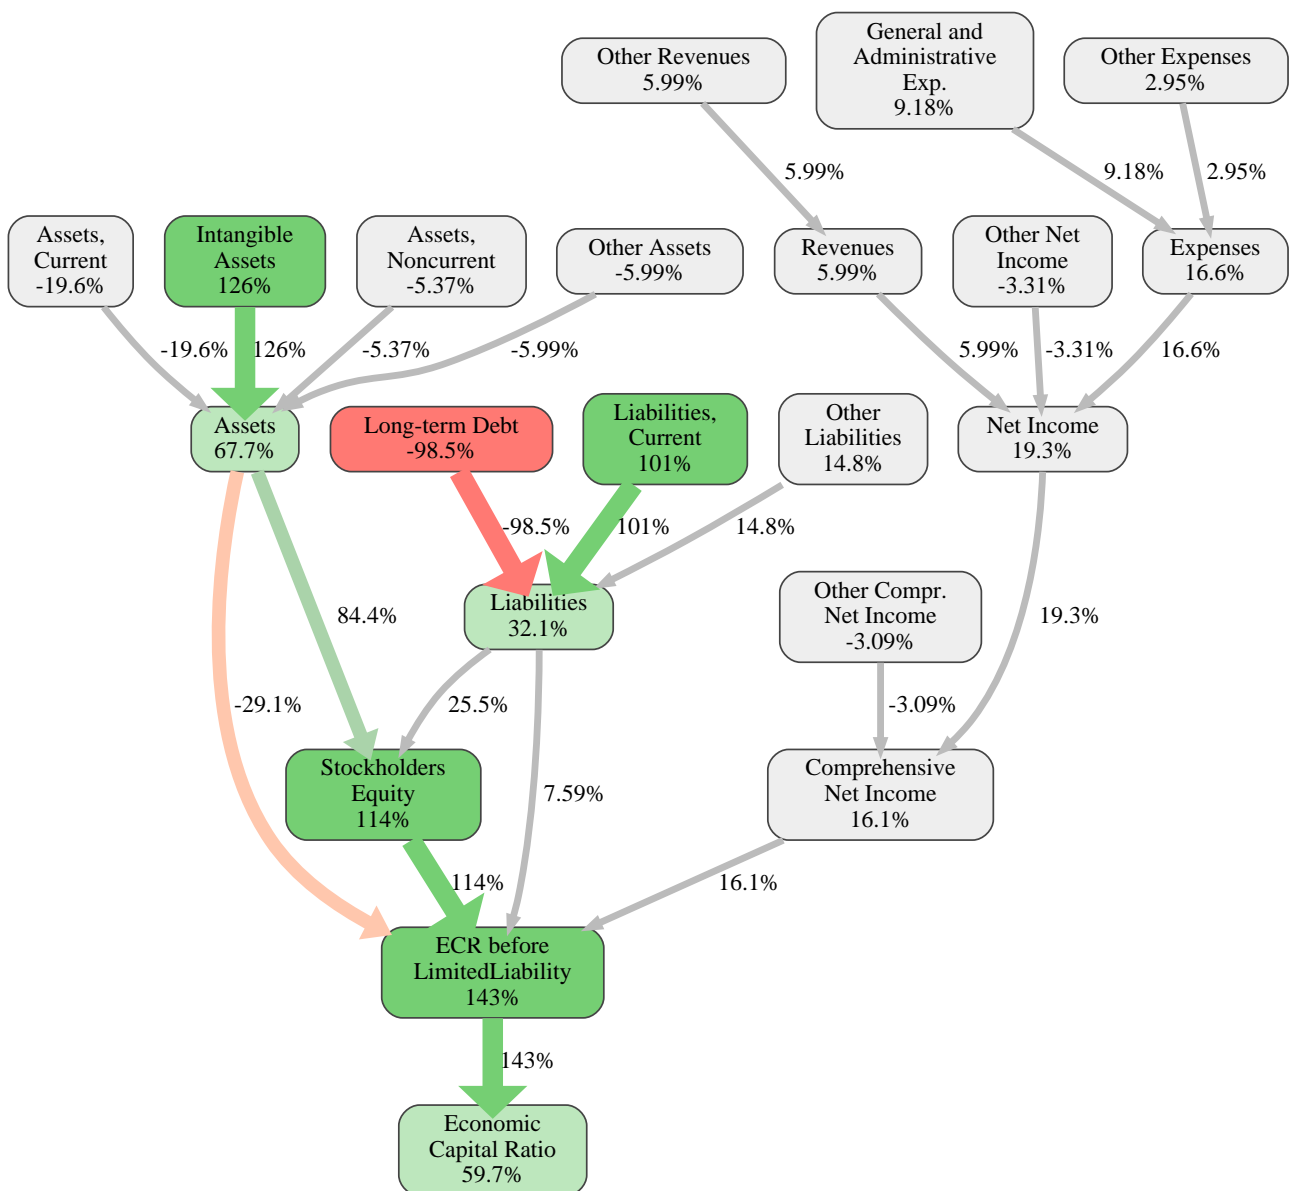 Other Revenues
5.99%
General and
Administrative
Exp.
9.18%
Other Expenses
2.95%
5.99%
9.18%
2.95%
Assets,
Current
-19.6%
Intangible
Assets
126%
Assets,
Noncurrent
-5.37%
Other Assets
-5.99%
Revenues
5.99%
Other Net
Income
-3.31%
Expenses
16.6%
-19.6%
126%
-5.37%
-5.99%
5.99%
-3.31%
16.6%
Assets
67.7%
Long-term Debt
-98.5%
Liabilities,
Current
101%
Other
Liabilities
14.8%
Net Income
19.3%
-98.5%
101%
14.8%
Liabilities
32.1%
Other Compr.
Net Income
-3.09%
84.4%
19.3%
-29.1%
25.5%
-3.09%
Stockholders
Equity
114%
7.59%
Comprehensive
Net Income
16.1%
114%
16.1%
ECR before
LimitedLiability
143%
143%
Economic
Capital Ratio
59.7%